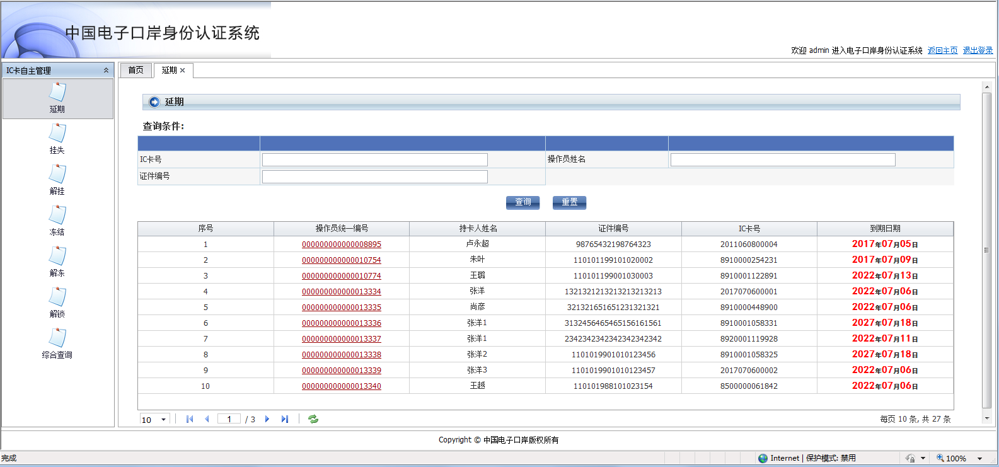 中国电子口岸身份认证系统
欢迎 admin 进入电子口岸身份认证系统 返回主页 退出登录
IC卡自主管理
首页 延期
延期
挂失
解挂
冻结
解冻
解锁
综合查询
延期
查询条件:
IC卡号 操作员姓名
证件编号
查询 重置
序号 操作员统一编号 持卡人姓名 证件编号 IC卡号 到期日期
1 000000000000008895 卢永超 98765432198764323 2011060800004 2017年07月05日
2 000000000000010754 朱叶 110101199101020002 8910000254231 2017年07月09日
3 000000000000010774 王璐 110101199001030003 8910001122891 2022年07月13日
4 000000000000013334 张洋 1321321213213213213213 2017070600001 2022年07月06日
5 000000000000013335 尚彦 321321651651231321321 8910000448900 2022年07月06日
6 000000000000013336 张洋1 3132456465465156161561 8910001058331 2027年07月18日
7 000000000000013337 张洋1 2342342342342342342342 8920001119928 2022年07月11日
8 000000000000013338 张洋2 1101019901010123456 8910001058325 2027年07月18日
9 000000000000013339 张洋3 1101019901010123457 2017070600002 2022年07月06日
10 000000000000013340 王越 110101988101023154 8500000061842 2022年07月06日
10 1 / 3 每页 10 条, 共 27 条
Copyright © 中国电子口岸版权所有
完成 Internet | 保护模式: 禁用 100%